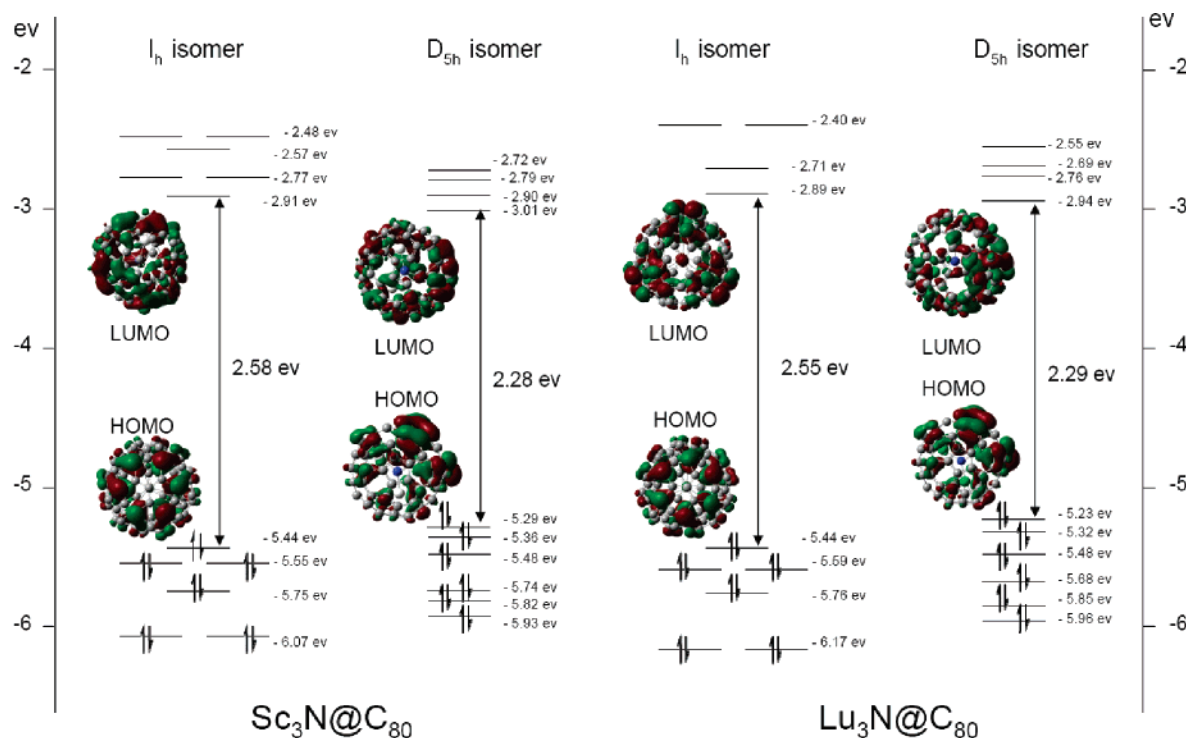 ev
ev
I_h isomer
D_5h isomer
I_h isomer
D_5h isomer
-2
-3
-4
-5
-6
- 2.48 ev
- 2.57 ev
- 2.77 ev
- 2.91 ev
LUMO
2.58 ev
HOMO
- 5.44 ev
- 5.55 ev
- 5.75 ev
- 6.07 ev
- 2.72 ev
- 2.79 ev
- 2.90 ev
- 3.01 ev
LUMO
2.28 ev
HOMO
- 5.29 ev
- 5.36 ev
- 5.48 ev
- 5.74 ev
- 5.82 ev
- 5.93 ev
- 2.40 ev
- 2.71 ev
- 2.89 ev
LUMO
2.55 ev
HOMO
- 5.44 ev
- 5.59 ev
- 5.76 ev
- 6.17 ev
- 2.55 ev
- 2.69 ev
- 2.76 ev
- 2.94 ev
LUMO
2.29 ev
HOMO
- 5.23 ev
- 5.32 ev
- 5.48 ev
- 5.68 ev
- 5.85 ev
- 5.96 ev
-2
-3
-4
-5
-6
Sc₃N@C₈₀
Lu₃N@C₈₀